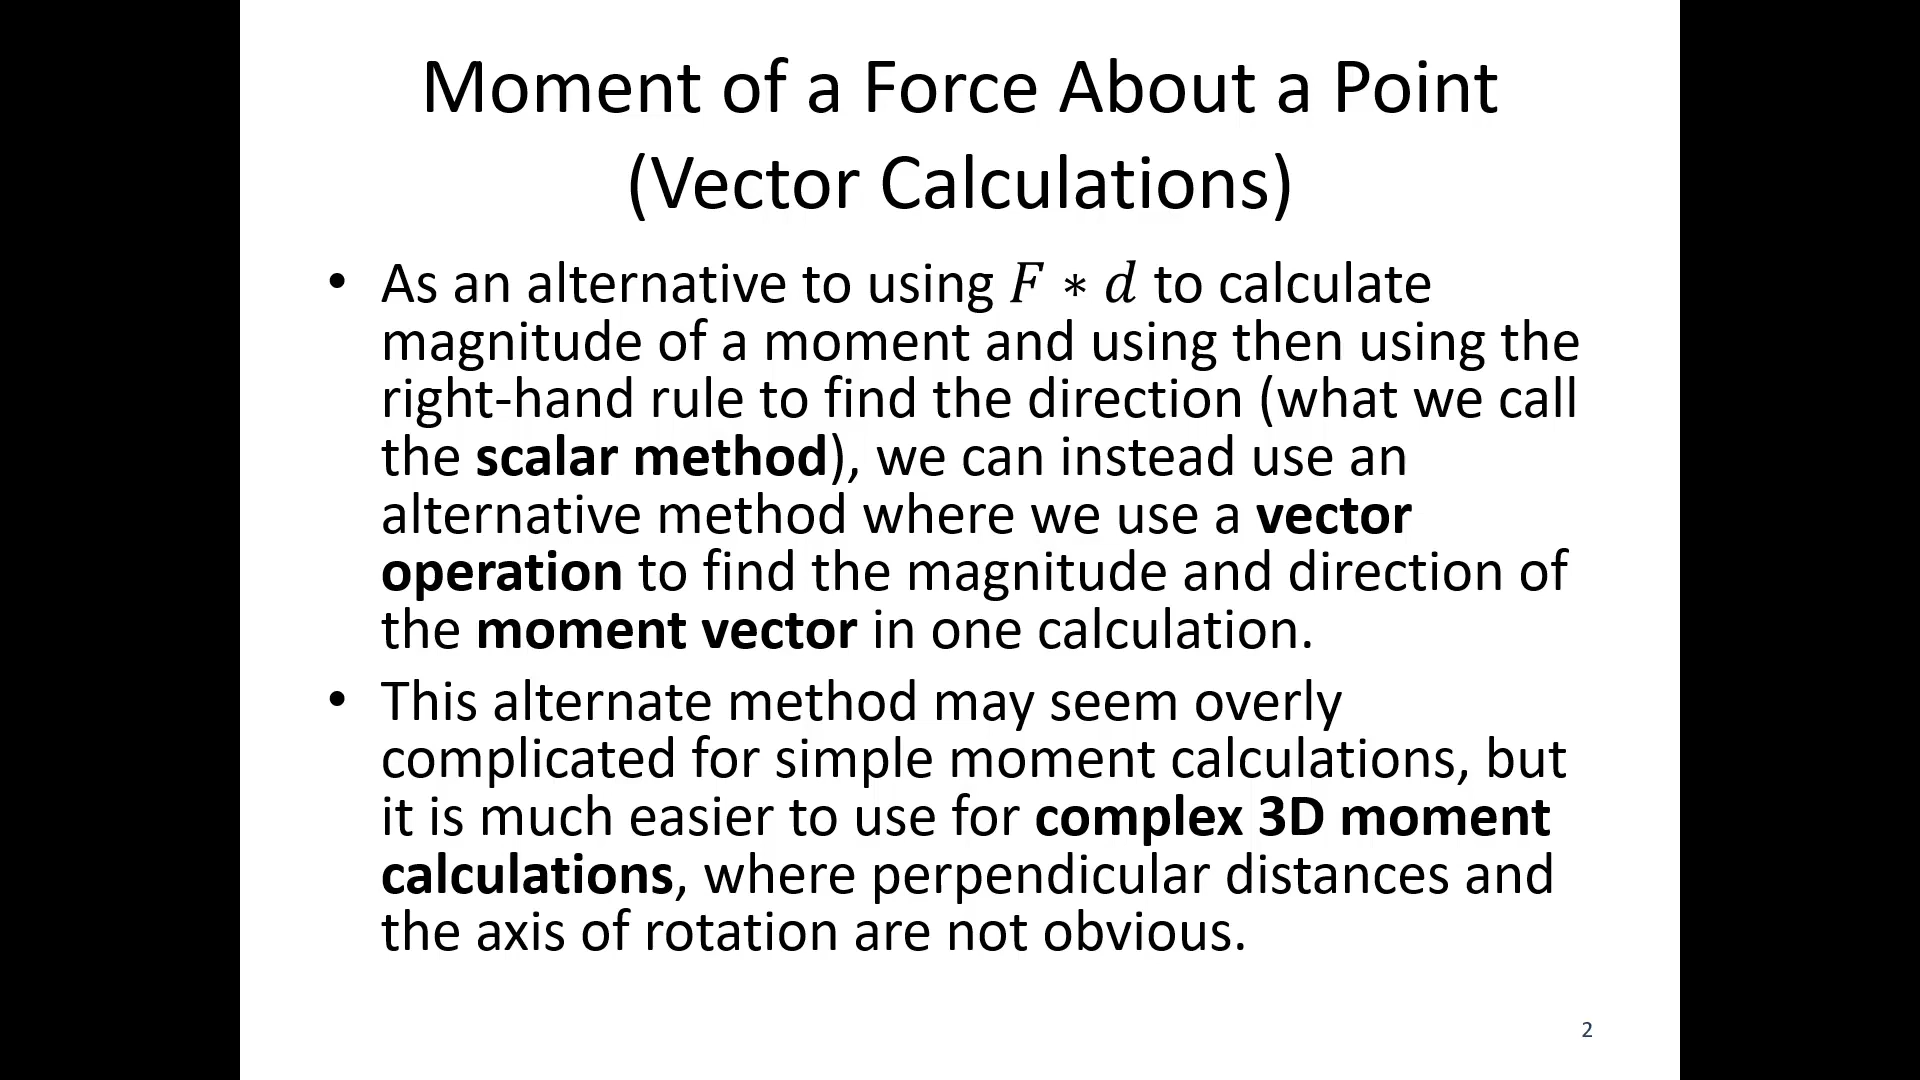 Moment of a Force About a Point
(Vector Calculations)
• As an alternative to using F ∗ d to calculate
magnitude of a moment and using then using the
right-hand rule to find the direction (what we call
the scalar method), we can instead use an
alternative method where we use a vector
operation to find the magnitude and direction of
the moment vector in one calculation.
• This alternate method may seem overly
complicated for simple moment calculations, but
it is much easier to use for complex 3D moment
calculations, where perpendicular distances and
the axis of rotation are not obvious.
2